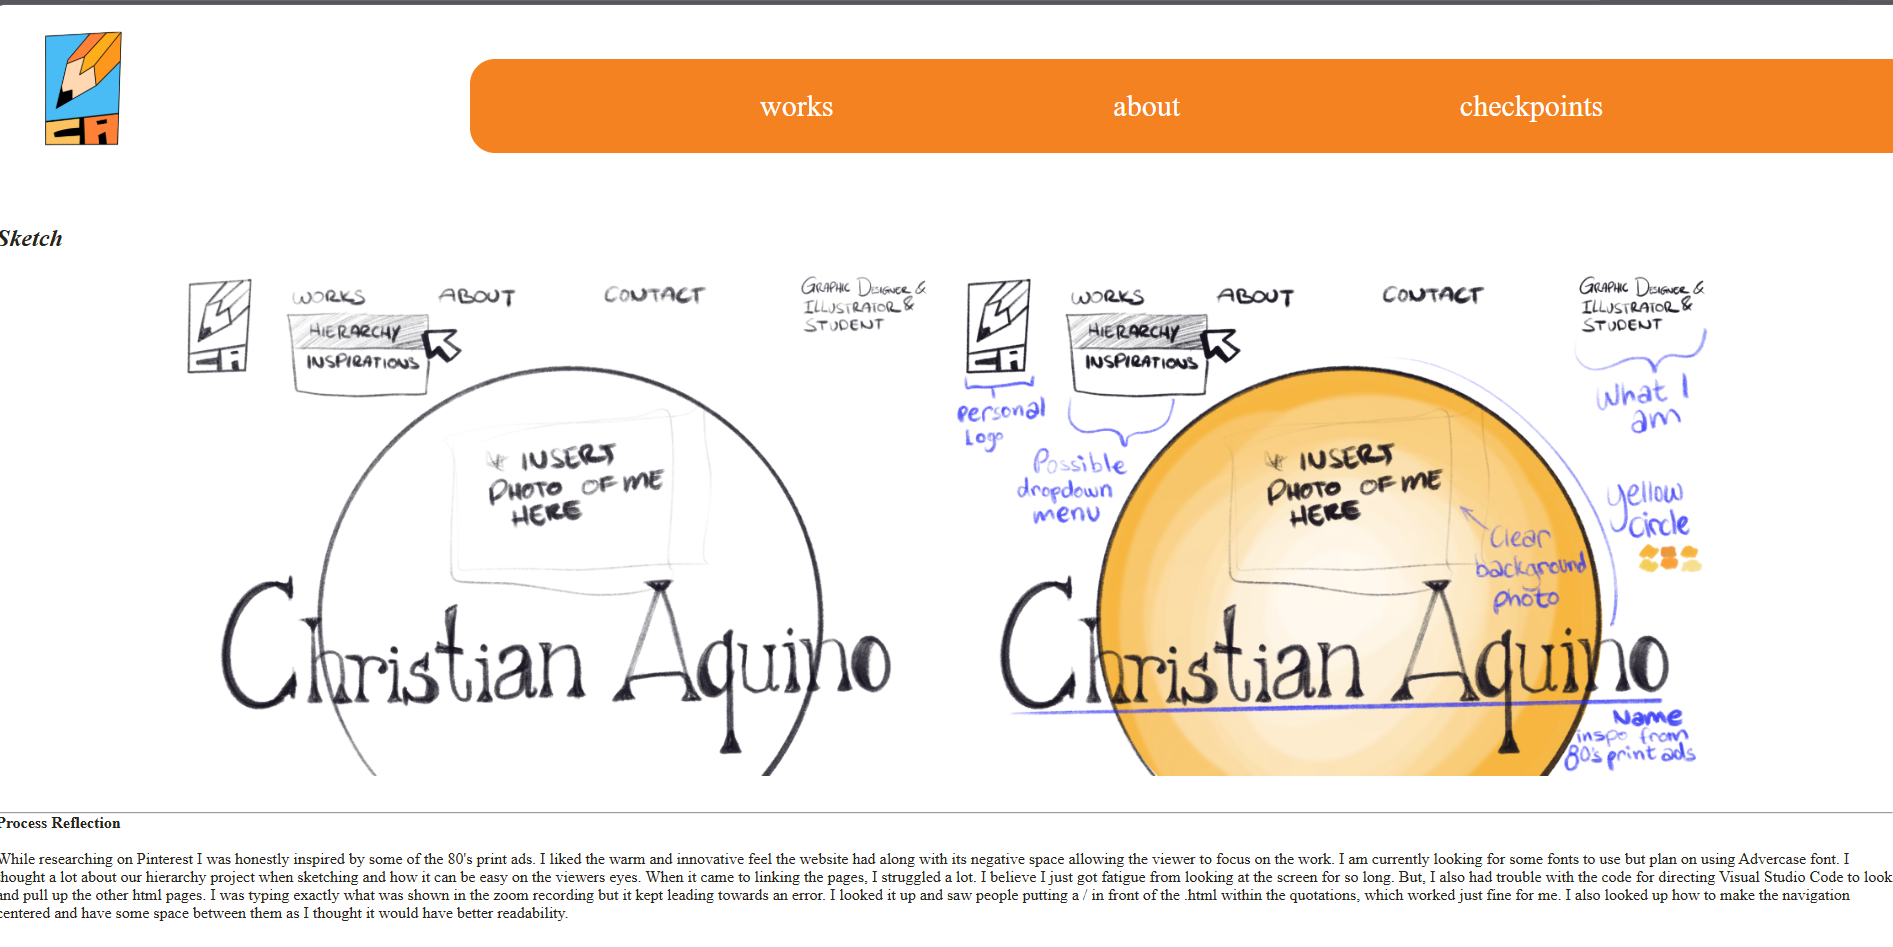 works about checkpoints
Sketch
WORKS ABOUT CONTACT GRAPHIC DESIGNER &
ILLUSTRATOR &
STUDENT
HIERARCHY
INSPIRATIONS
INSERT
PHOTO OF ME
HERE
Christian Aquino
WORKS ABOUT CONTACT GRAPHIC DESIGNER &
ILLUSTRATOR &
STUDENT
HIERARCHY
INSPIRATIONS
personal
Logo
Possible
dropdown
menu
What I
am
INSERT
PHOTO OF ME
HERE
Clear
background
photo
yellow
circle
Christian Aquino
Name
inspo from
80's print ads
Process Reflection
While researching on Pinterest I was honestly inspired by some of the 80's print ads. I liked the warm and innovative feel the website had along with its negative space allowing the viewer to focus on the work. I am currently looking for some fonts to use but plan on using Advercase font. I
thought a lot about our hierarchy project when sketching and how it can be easy on the viewers eyes. When it came to linking the pages, I struggled a lot. I believe I just got fatigue from looking at the screen for so long. But, I also had trouble with the code for directing Visual Studio Code to look
and pull up the other html pages. I was typing exactly what was shown in the zoom recording but it kept leading towards an error. I looked it up and saw people putting a / in front of the .html within the quotations, which worked just fine for me. I also looked up how to make the navigation
centered and have some space between them as I thought it would have better readability.